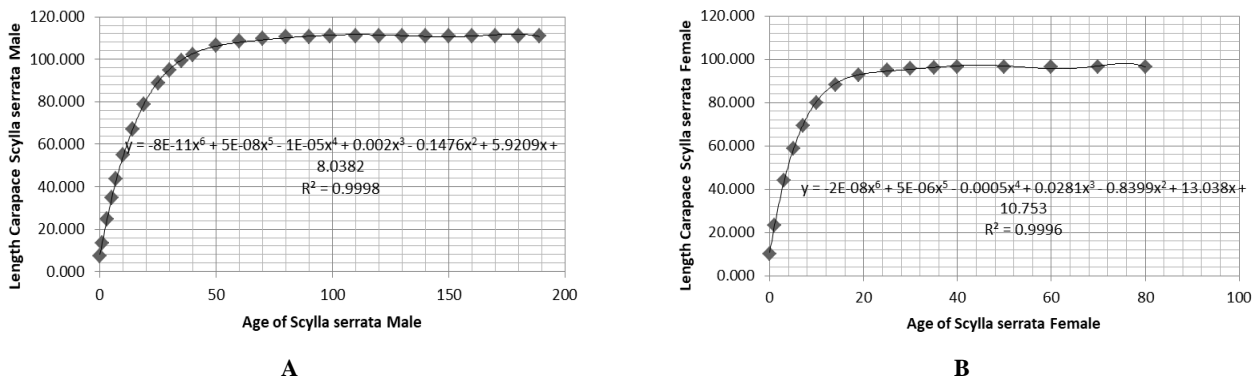 120.000
100.000
80.000
60.000
40.000
20.000
0.000
Length Carapace Scylla serrata Male
y = -8E-11x⁶ + 5E-08x⁵ - 1E-05x⁴ + 0.002x³ - 0.1476x² + 5.9209x +
8.0382
R² = 0.9998
0 50 100 150 200
Age of Scylla serrata Male
A
120.000
100.000
80.000
60.000
40.000
20.000
0.000
Length Carapace Scylla serrata Female
y = -2E-08x⁶ + 5E-06x⁵ - 0.0005x⁴ + 0.0281x³ - 0.8399x² + 13.038x +
10.753
R² = 0.9996
0 20 40 60 80 100
Age of Scylla serrata Female
B